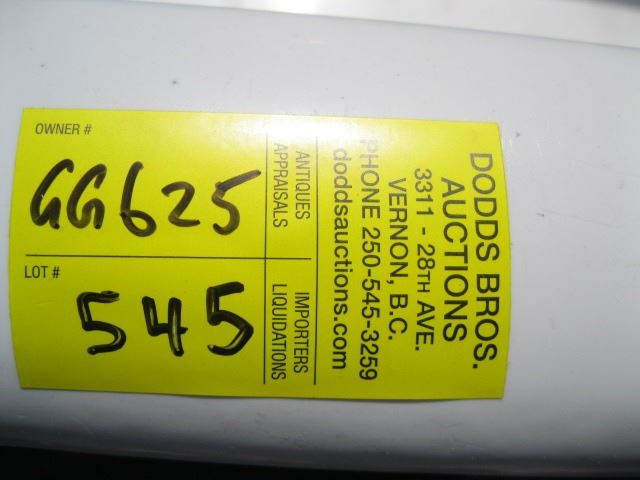 DODDS BROS.
AUCTIONS
3311 - 28TH AVE.
VERNON, B.C.
PHONE 250-545-3259
doddsauctions.com
ANTIQUES
APPRAISALS
IMPORTERS
LIQUIDATIONS
OWNER #
GG625
LOT #
545